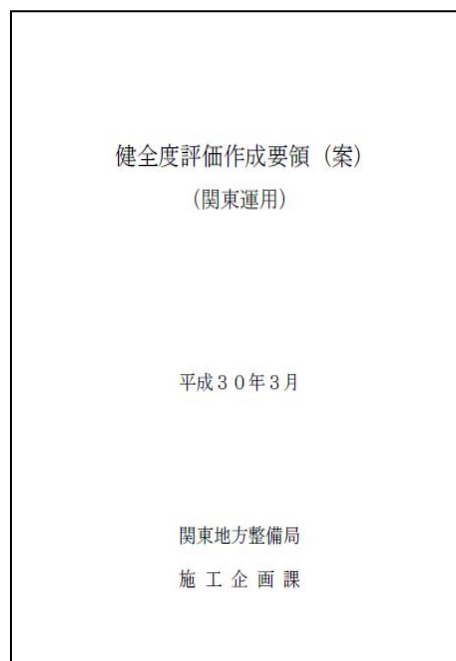 健全度評価作成要領（案）
（関東運用）
平成３０年３月
関東地方整備局
施 工 企 画 課